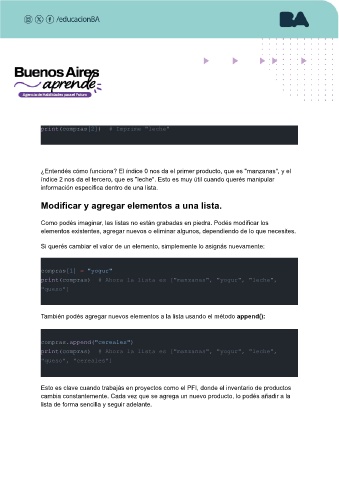 /educacionBA
BA
Buenos Aires
aprende
Agencia de Habilidades para el Futuro
print(compras[2])  # Imprime "leche"
¿Entendés cómo funciona? El índice 0 nos da el primer producto, que es "manzanas", y el
índice 2 nos da el tercero, que es "leche". Esto es muy útil cuando querés manipular
información específica dentro de una lista.
Modificar y agregar elementos a una lista.
Como podés imaginar, las listas no están grabadas en piedra. Podés modificar los
elementos existentes, agregar nuevos o eliminar algunos, dependiendo de lo que necesites.
Si querés cambiar el valor de un elemento, simplemente lo asignás nuevamente:
compras[1] = "yogur"
print(compras)  # Ahora la lista es ["manzanas", "yogur", "leche",
"queso"]
También podés agregar nuevos elementos a la lista usando el método append():
compras.append("cereales")
print(compras)  # Ahora la lista es ["manzanas", "yogur", "leche",
"queso", "cereales"]
Esto es clave cuando trabajás en proyectos como el PFI, donde el inventario de productos
cambia constantemente. Cada vez que se agrega un nuevo producto, lo podés añadir a la
lista de forma sencilla y seguir adelante.